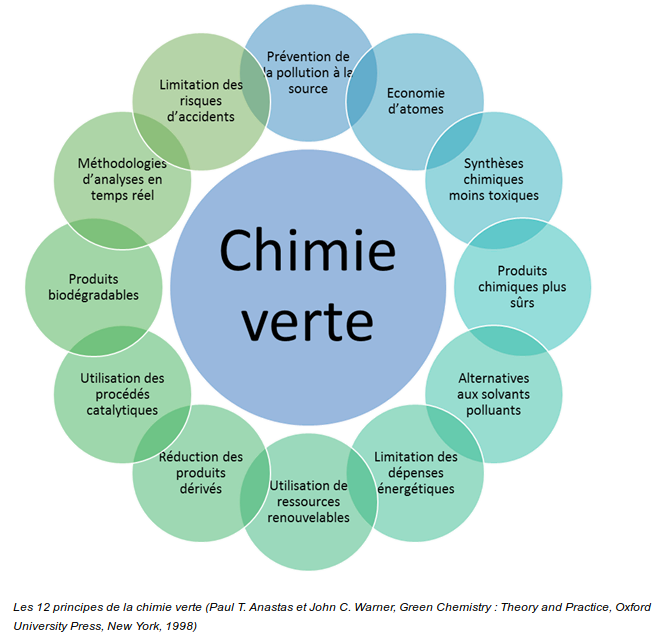 Prévention de
la pollution à la
source
Economie
d'atomes
Synthèses
chimiques
moins toxiques
Produits
chimiques plus
sûrs
Alternatives
aux solvants
polluants
Limitation des
dépenses
énergétiques
Utilisation de
ressources
renouvelables
Réduction des
produits
dérivés
Utilisation des
procédés
catalytiques
Produits
biodégradables
Méthodologies
d'analyses en
temps réel
Limitation des
risques
d'accidents
Chimie
verte
Les 12 principes de la chimie verte (Paul T. Anastas et John C. Warner, Green Chemistry : Theory and Practice, Oxford
University Press, New York, 1998)